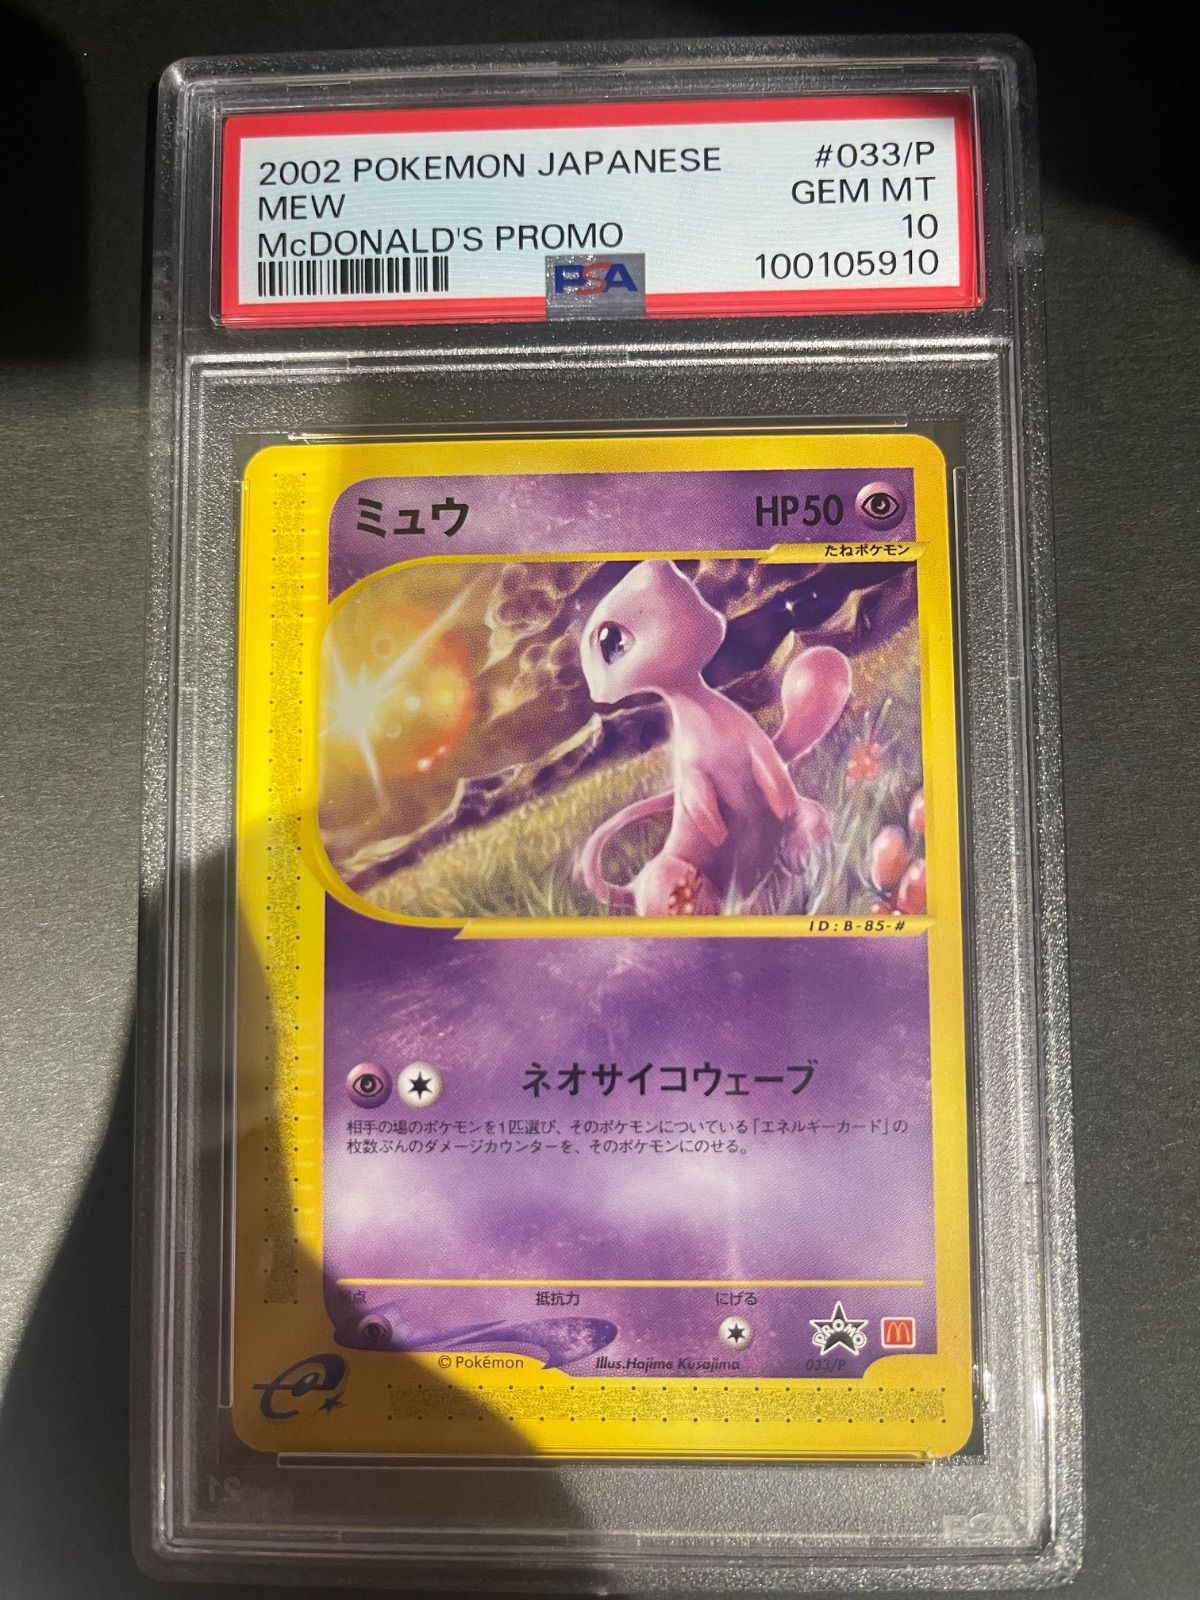 2002 POKEMON JAPANESE #033/P
MEW GEM MT
McDONALD'S PROMO 10
PSA 100105910
ミュウ HP50
たねポケモン
ID:B-85-#
ネオサイコウェーブ
相手の場のポケモンを1匹選び、そのポケモンについている「エネルギーカード」の
枚数ぶんのダメージカウンターを、そのポケモンにのせる。
弱点 抵抗力 にげる
PROMO
© Pokémon Illus.Hajime Kusajima 033/P
e
PSA